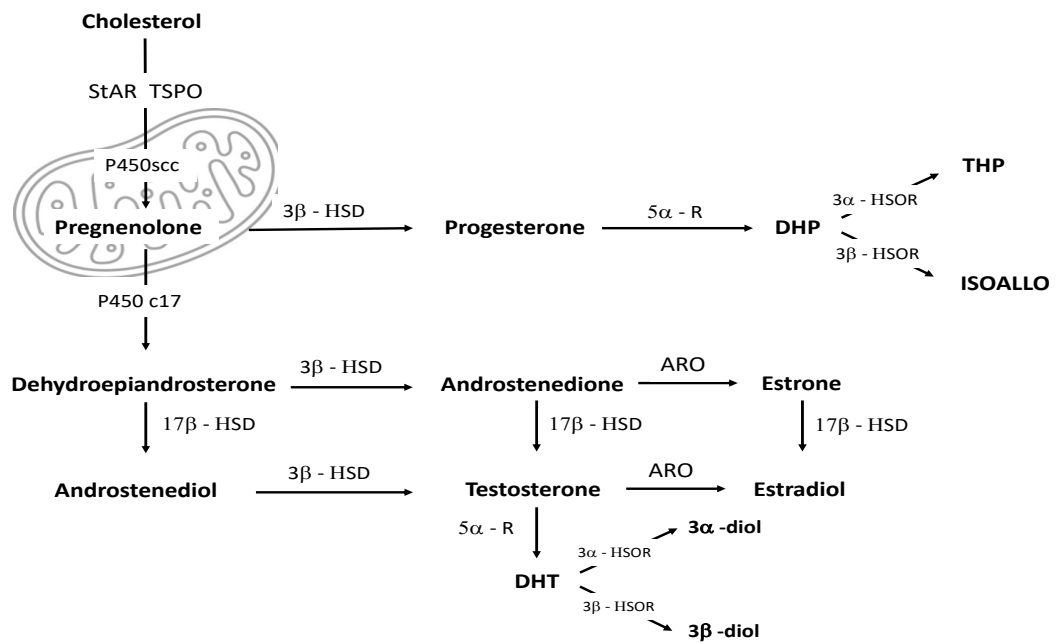 Cholesterol
StAR TSPO
P450scc
THP
3α - HSOR
Pregnenolone
3β - HSD
Progesterone
5α - R
DHP
3β - HSOR
ISOALLO
P450 c17
Dehydroepiandrosterone
3β - HSD
Androstenedione
ARO
Estrone
17β - HSD
17β - HSD
17β - HSD
Androstenediol
3β - HSD
Testosterone
ARO
Estradiol
5α - R
3α -diol
3α - HSOR
DHT
3β - HSOR
3β -diol